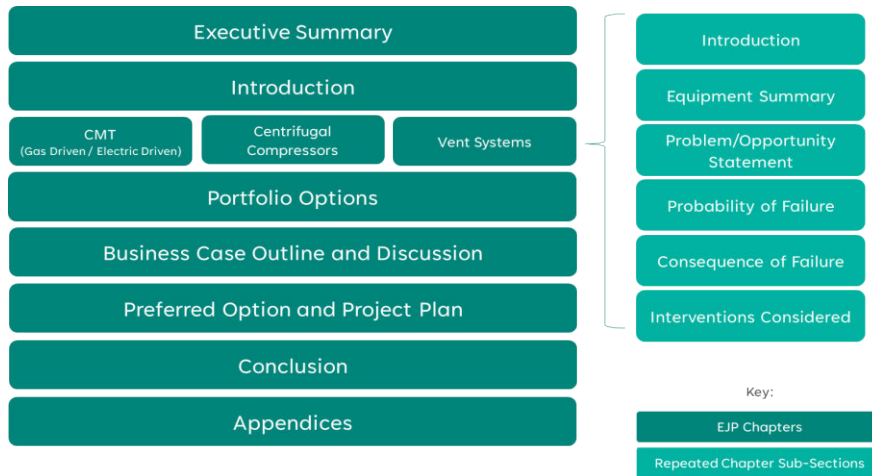 Executive Summary
Introduction
CMT
(Gas Driven / Electric Driven)
Centrifugal
Compressors
Vent Systems
Portfolio Options
Business Case Outline and Discussion
Preferred Option and Project Plan
Conclusion
Appendices
Introduction
Equipment Summary
Problem/Opportunity
Statement
Probability of Failure
Consequence of Failure
Interventions Considered
Key:
EJP Chapters
Repeated Chapter Sub-Sections